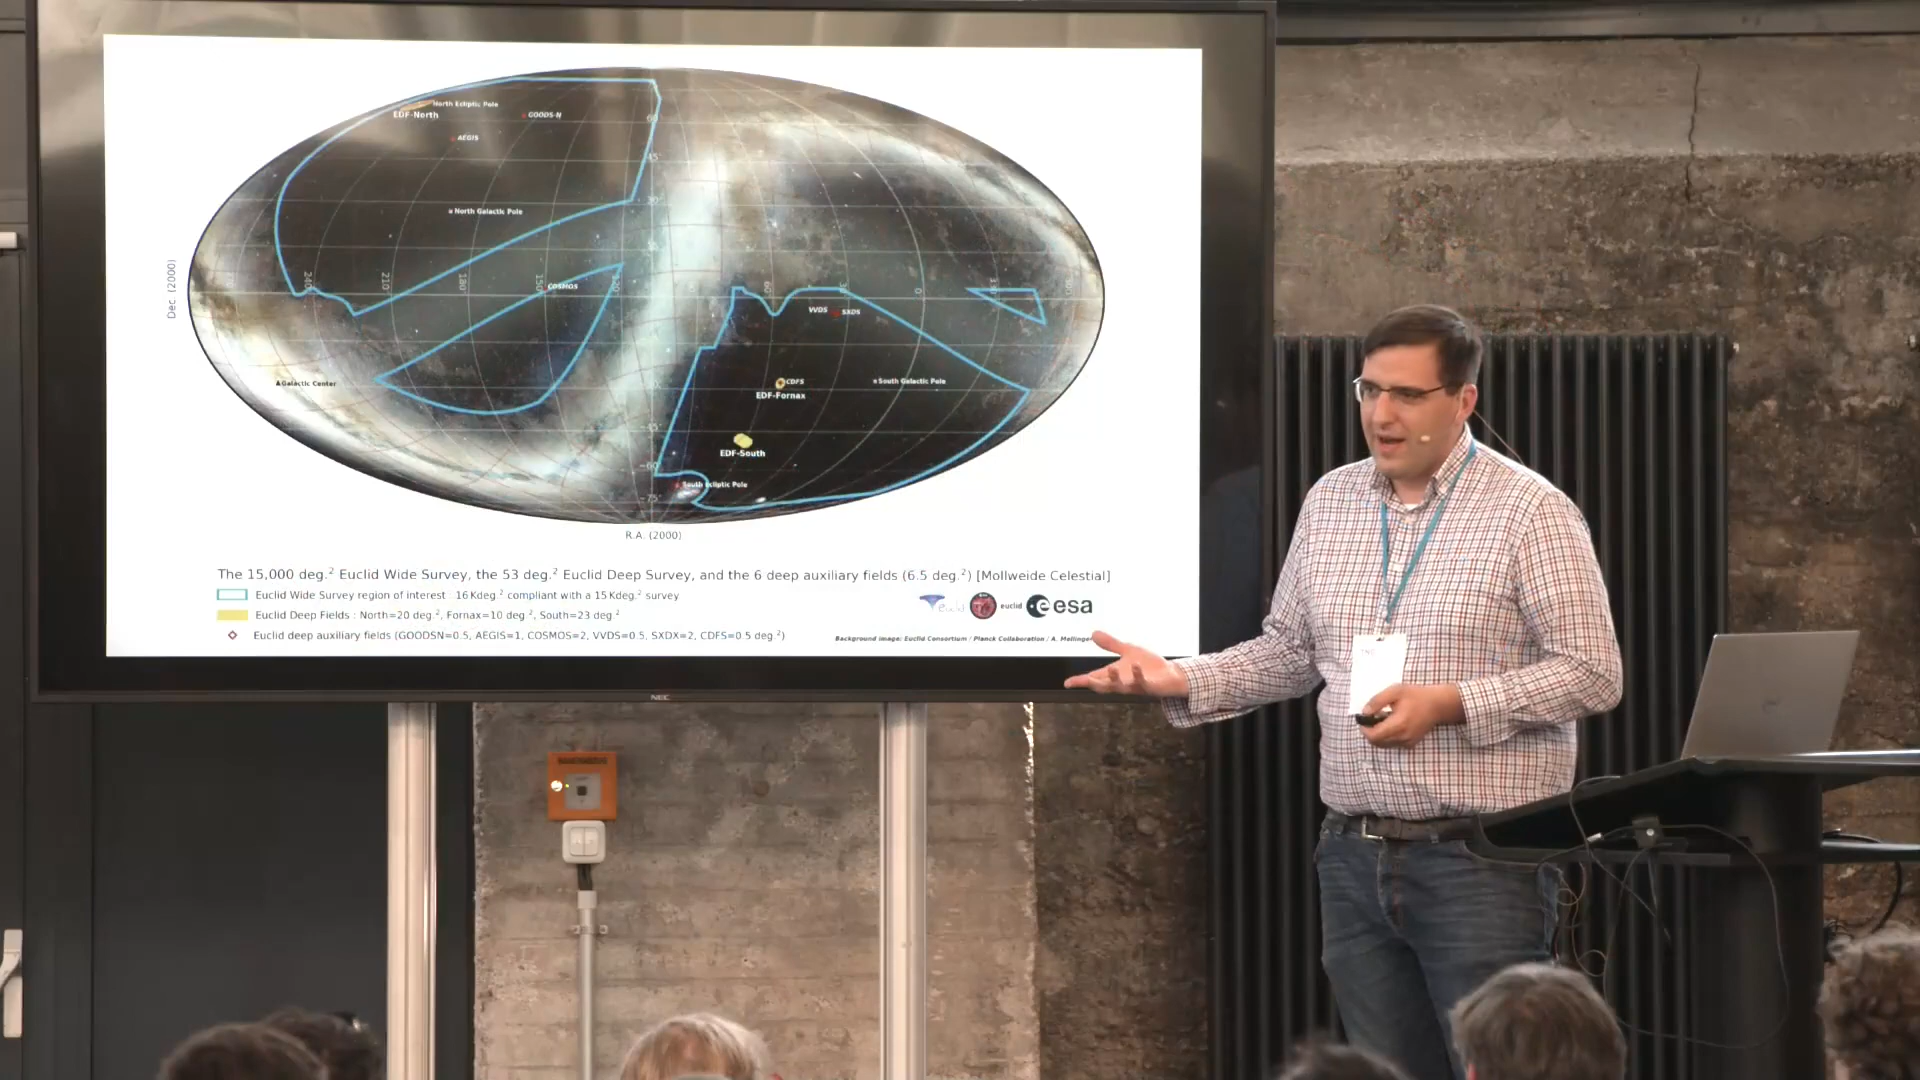 North Ecliptic Pole
EDF-North
GOODS-N
AEGIS
North Galactic Pole
COSMOS
VVDS
SXDS
Galactic Center
CDFS
South Galactic Pole
EDF-Fornax
EDF-South
South Ecliptic Pole
60
240
210
180
150
60
0
-60
-75
Dec. (2000)
R.A. (2000)
The 15,000 deg.² Euclid Wide Survey, the 53 deg.² Euclid Deep Survey, and the 6 deep auxiliary fields (6.5 deg.²) [Mollweide Celestial]
Euclid Wide Survey region of interest : 16 Kdeg.² compliant with a 15 Kdeg.² survey
Euclid Deep Fields : North=20 deg.², Fornax=10 deg.², South=23 deg.²
Euclid deep auxiliary fields (GOODSN=0.5, AEGIS=1, COSMOS=2, VVDS=0.5, SXDX=2, CDFS=0.5 deg.²)
euclid
euclid
esa
Background image: Euclid Consortium / Planck Collaboration / A. Mellinger
NEC